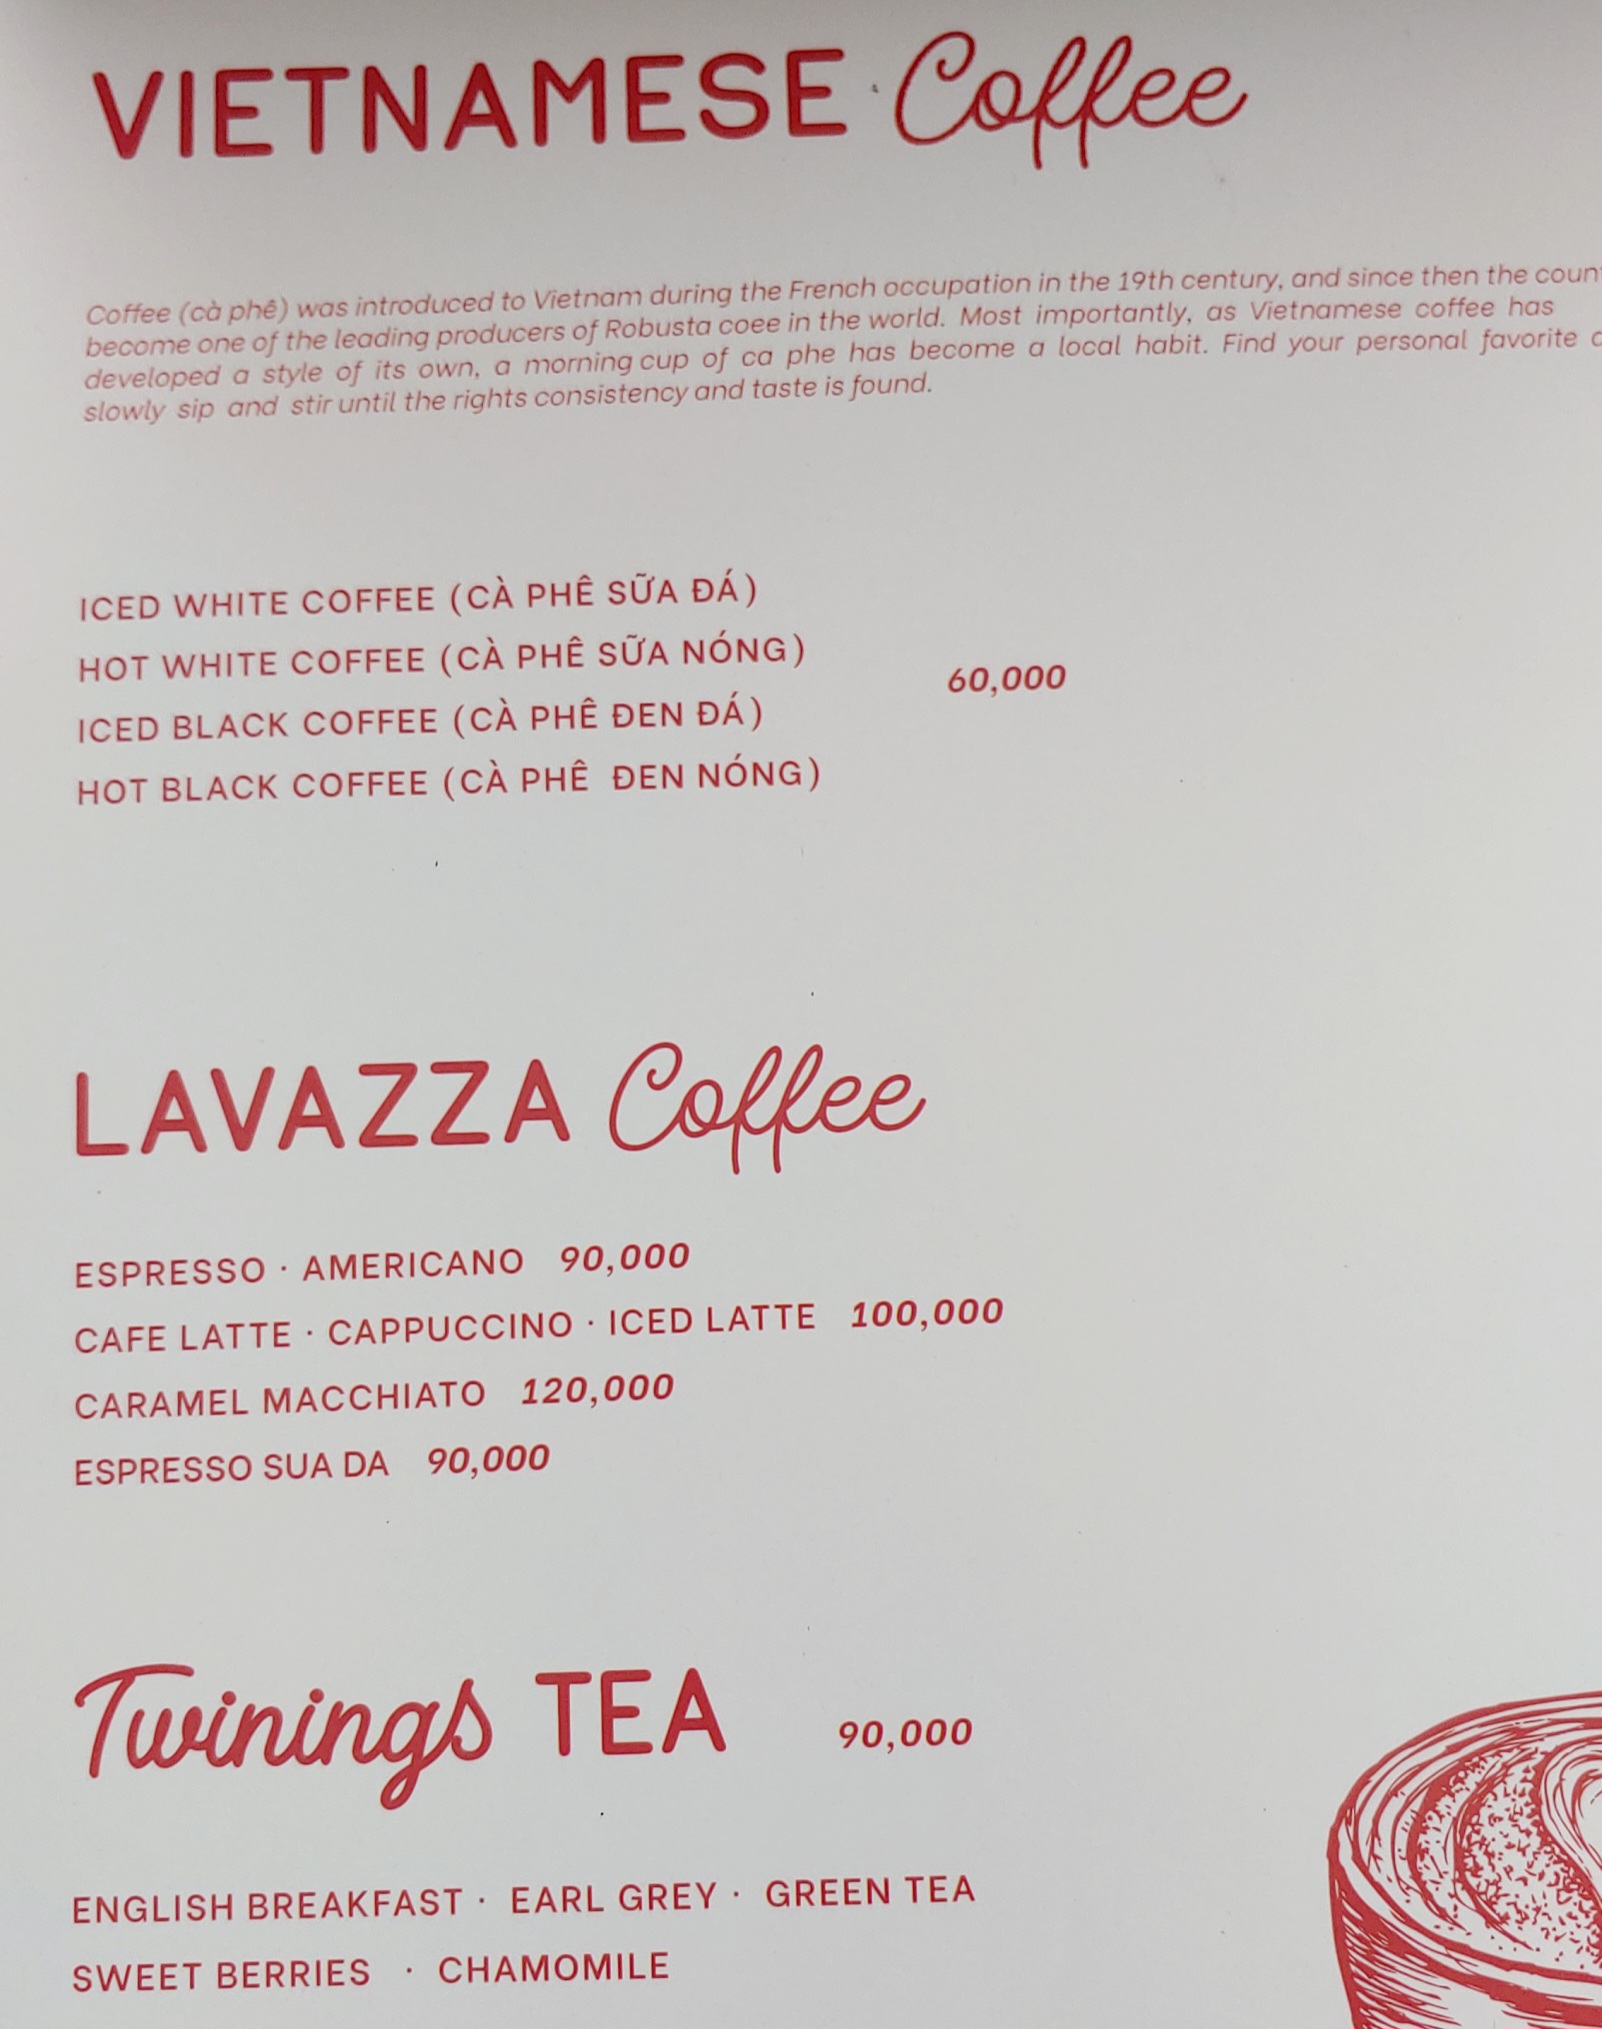 VIETNAMESE Coffee
Coffee (cà phê) was introduced to Vietnam during the French occupation in the 19th century, and since then the
become one of the leading producers of Robusta coee in the world. Most importantly, as Vietnamese coffee has
developed a style of its own, a morning cup of ca phe has become a local habit. Find your personal favorite
slowly sip and stir until the rights consistency and taste is found.
ICED WHITE COFFEE (CÀ PHÊ SỮA ĐÁ)
HOT WHITE COFFEE (CÀ PHÊ SỮA NÓNG)
60,000
ICED BLACK COFFEE (CÀ PHÊ ĐEN ĐÁ)
HOT BLACK COFFEE (CÀ PHÊ ĐEN NÓNG)
LAVAZZA Coffee
ESPRESSO · AMERICANO 90,000
CAFE LATTE · CAPPUCCINO · ICED LATTE 100,000
CARAMEL MACCHIATO 120,000
ESPRESSO SUA DA 90,000
Twinings TEA 90,000
ENGLISH BREAKFAST · EARL GREY · GREEN TEA
SWEET BERRIES · CHAMOMILE